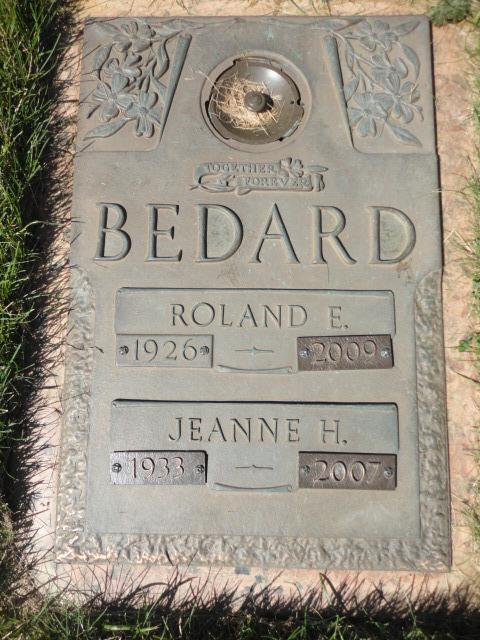 TOGETHER
FOREVER
BEDARD
ROLAND E.
1926 2009
JEANNE H.
1933 2007